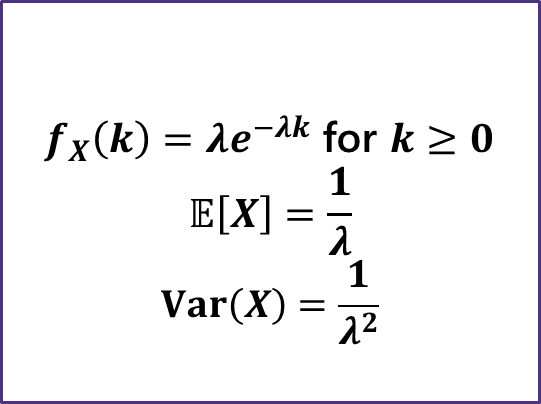 f_X(k) = λe^{−λk} for k ≥ 0
𝔼[X] = 1/λ
Var(X) = 1/λ²